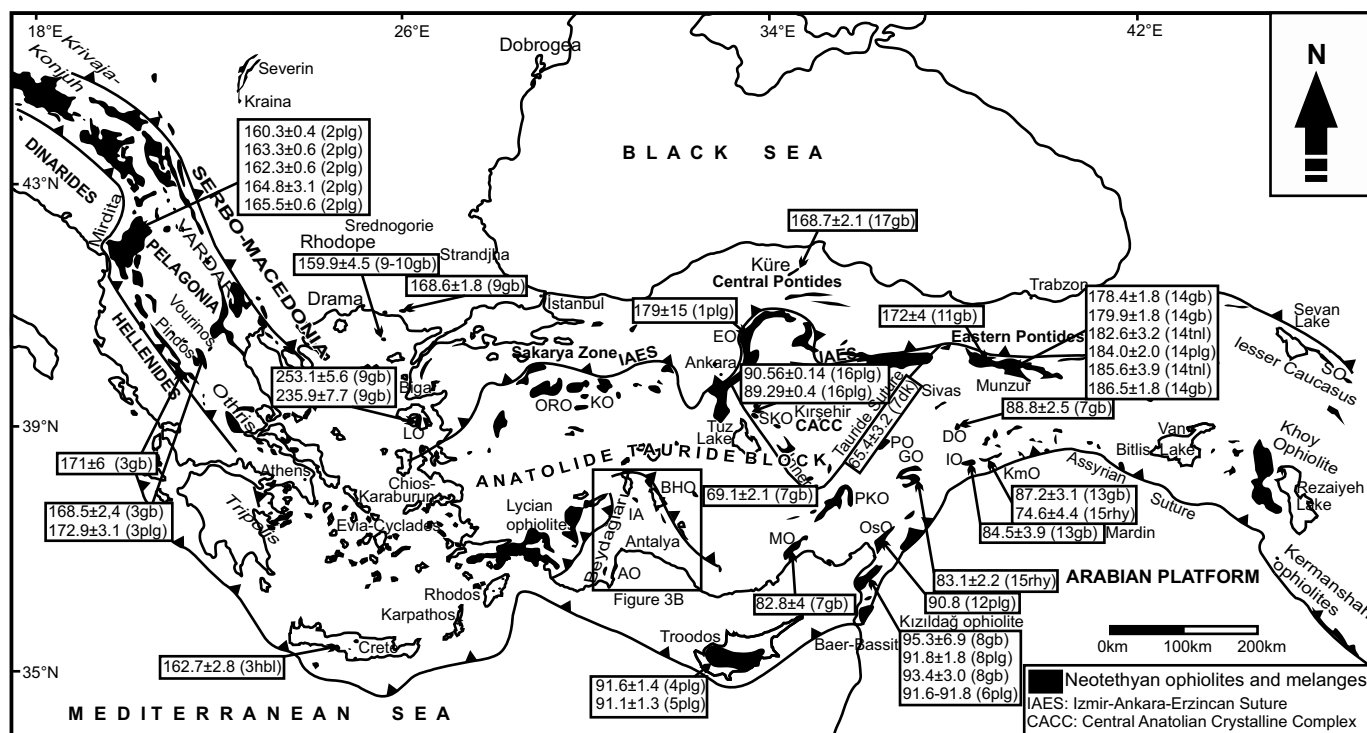 18°E
26°E
34°E
42°E
N
Krivaja-
Konjuh
Severin
Kraina
Dobrogea
160.3±0.4 (2plg)
163.3±0.6 (2plg)
162.3±0.6 (2plg)
164.8±3.1 (2plg)
165.5±0.6 (2plg)
BLACK SEA
DINARIDES
43°N
SERBO-MACEDONIA
Mirdita
VARDAR
PELAGONIA
Srednogorie
Rhodope
Strandjha
159.9±4.5 (9-10gb)
168.6±1.8 (9gb)
168.7±2.1 (17gb)
Küre
Central Pontides
Drama
Istanbul
179±15 (1plg)
172±4 (11gb)
Trabzon
178.4±1.8 (14gb)
179.9±1.8 (14gb)
182.6±3.2 (14tnl)
184.0±2.0 (14plg)
185.6±3.9 (14tnl)
186.5±1.8 (14gb)
Sevan
Lake
SO
lesser Caucasus
Vourinos
Pindos
HELLENIDES
EO
Eastern Pontides
Sakarya Zone
IAES
IAES
Ankara
Munzur
253.1±5.6 (9gb)
235.9±7.7 (9gb)
Biga
ORO
KO
90.56±0.14 (16plg)
89.29±0.4 (16plg)
Sivas
SKO
Kırşehir
CACC
Tauride Suture
65.4±3.2 (7dk)
88.8±2.5 (7gb)
Othris
39°N
LO
Tuz
Lake
Inner
DO
Van
Lake
Bitlis
PO
GO
IO
KmO
Khoy
Ophiolite
171±6 (3gb)
Athens
Chios-
Karaburun
ANATOLIDE TAURIDE BLOCK
Assyrian
Suture
Rezaiyeh
Lake
168.5±2,4 (3gb)
172.9±3.1 (3plg)
Tripolis
Evia-Cyclades
Lycian
ophiolites
Beydaglar
BHO
IA
Antalya
AO
Figure 3B
69.1±2.1 (7gb)
PKO
87.2±3.1 (13gb)
74.6±4.4 (15rhy)
84.5±3.9 (13gb)
Mardin
MO
OsO
Kermanshah
ophiolites
83.1±2.2 (15rhy)
ARABIAN PLATFORM
Rhodos
Karpathos
82.8±4 (7gb)
90.8 (12plg)
Kızıldağ ophiolite
95.3±6.9 (8gb)
91.8±1.8 (8plg)
93.4±3.0 (8gb)
91.6-91.8 (6plg)
Baer-Bassit
Troodos
Crete
162.7±2.8 (3hbl)
0km
100km
200km
35°N
91.6±1.4 (4plg)
91.1±1.3 (5plg)
MEDITERRANEAN SEA
Neotethyan ophiolites and melanges
IAES: Izmir-Ankara-Erzincan Suture
CACC: Central Anatolian Crystalline Complex